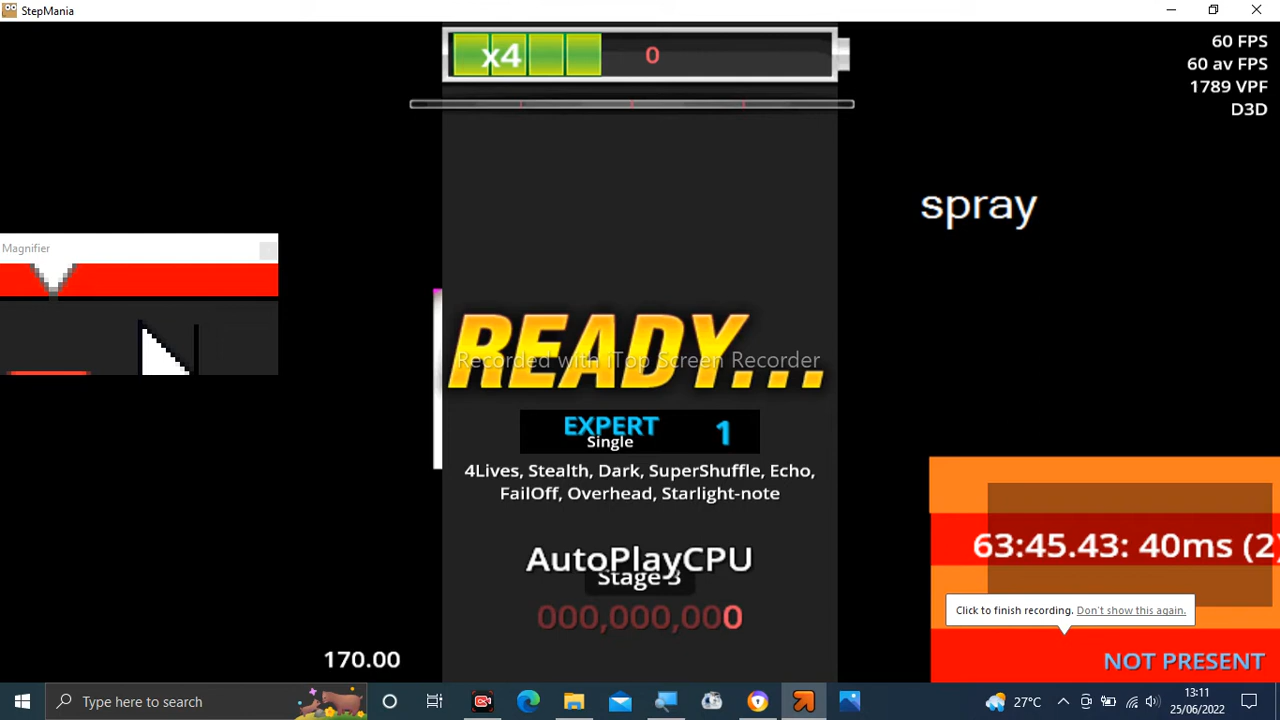 StepMania
x4
0
60 FPS
60 av FPS
1789 VPF
D3D
spray
Magnifier
READY...
Recorded with iTop Screen Recorder
EXPERT 1
Single
4Lives, Stealth, Dark, SuperShuffle, Echo,
FailOff, Overhead, Starlight-note
AutoPlayCPU
Stage 3
000,000,000
63:45.43: 40ms (2)
Click to finish recording. Don't show this again.
170.00
NOT PRESENT
Type here to search
27°C
13:11
25/06/2022